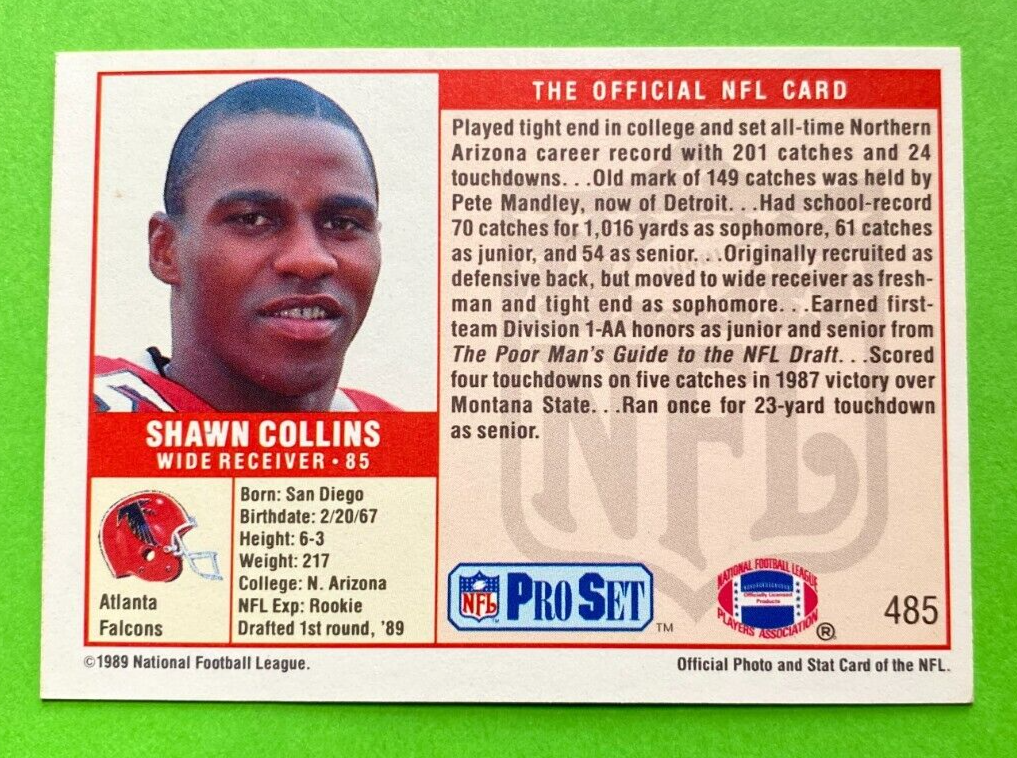 THE OFFICIAL NFL CARD
Played tight end in college and set all-time Northern
Arizona career record with 201 catches and 24
touchdowns. . .Old mark of 149 catches was held by
Pete Mandley, now of Detroit. . .Had school-record
70 catches for 1,016 yards as sophomore, 61 catches
as junior, and 54 as senior. . .Originally recruited as
defensive back, but moved to wide receiver as fresh-
man and tight end as sophomore. . .Earned first-
team Division 1-AA honors as junior and senior from
The Poor Man's Guide to the NFL Draft. . .Scored
four touchdowns on five catches in 1987 victory over
Montana State. . .Ran once for 23-yard touchdown
as senior.
SHAWN COLLINS
WIDE RECEIVER • 85
Born: San Diego
Birthdate: 2/20/67
Height: 6-3
Weight: 217
College: N. Arizona
NFL Exp: Rookie
Drafted 1st round, '89
Atlanta
Falcons
NFL
NFL PRO SET TM
NATIONAL FOOTBALL LEAGUE
Officially Licensed
Products
PLAYERS ASSOCIATION ®
485
©1989 National Football League.
Official Photo and Stat Card of the NFL.